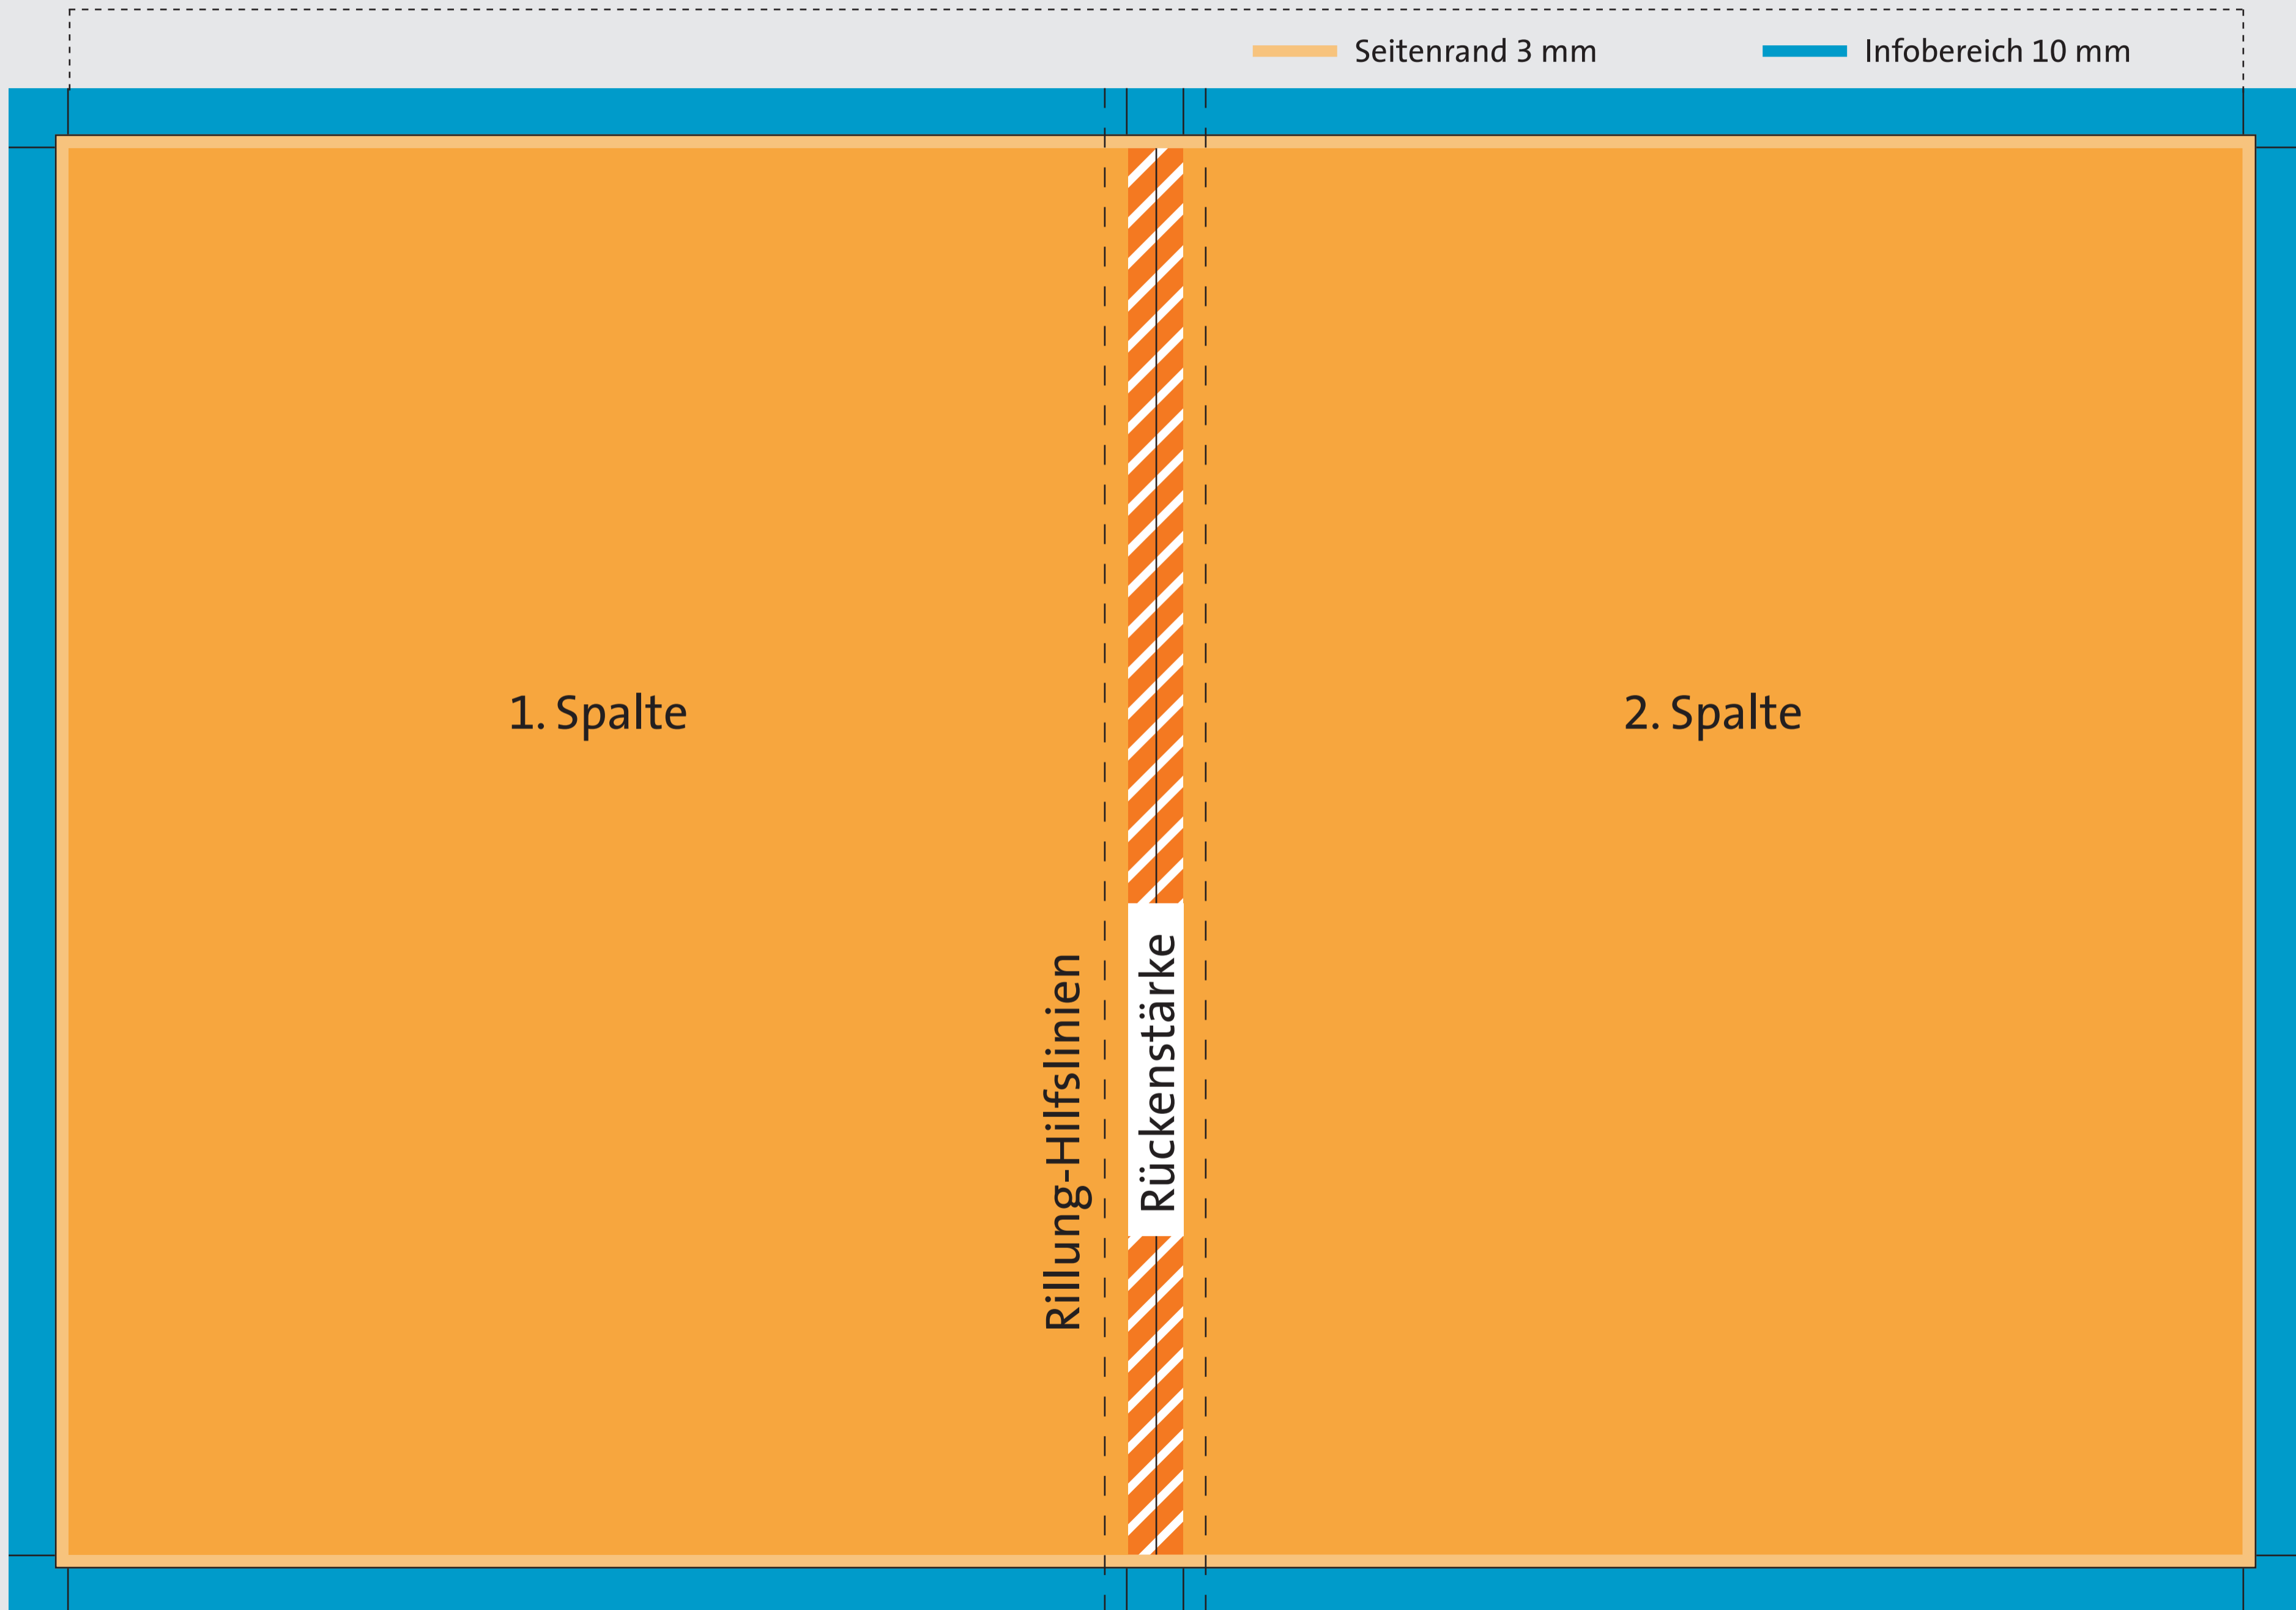 Seitenrand 3 mm
Infobereich 10 mm
1. Spalte
2. Spalte
Rillung-Hilfslinien
Rückenstärke